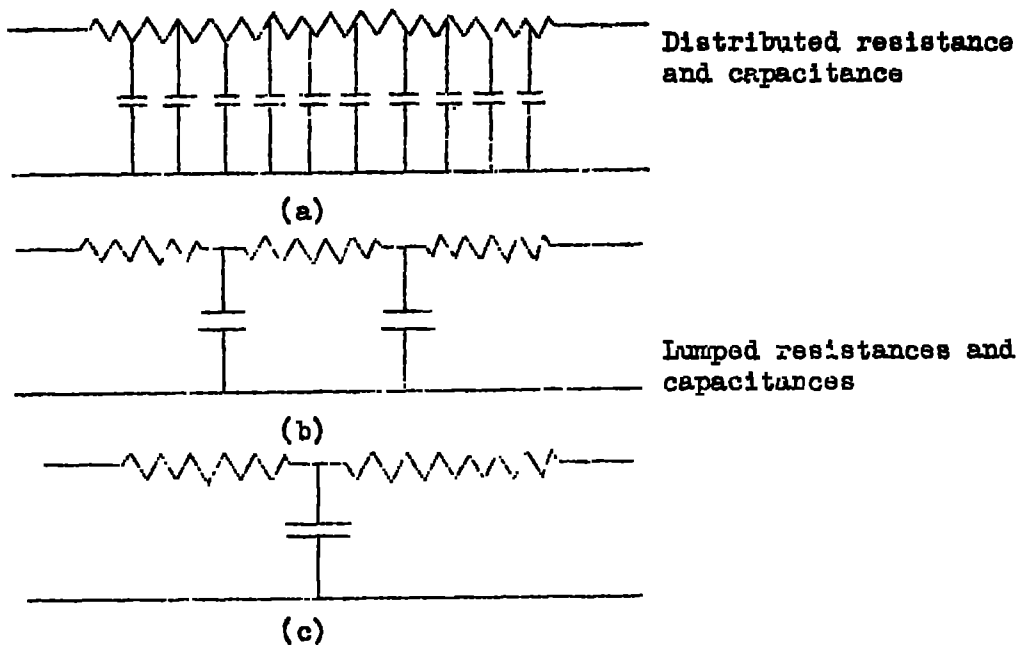 Distributed resistance
and capacitance
(a)
Lumped resistances and
capacitances
(b)
(c)